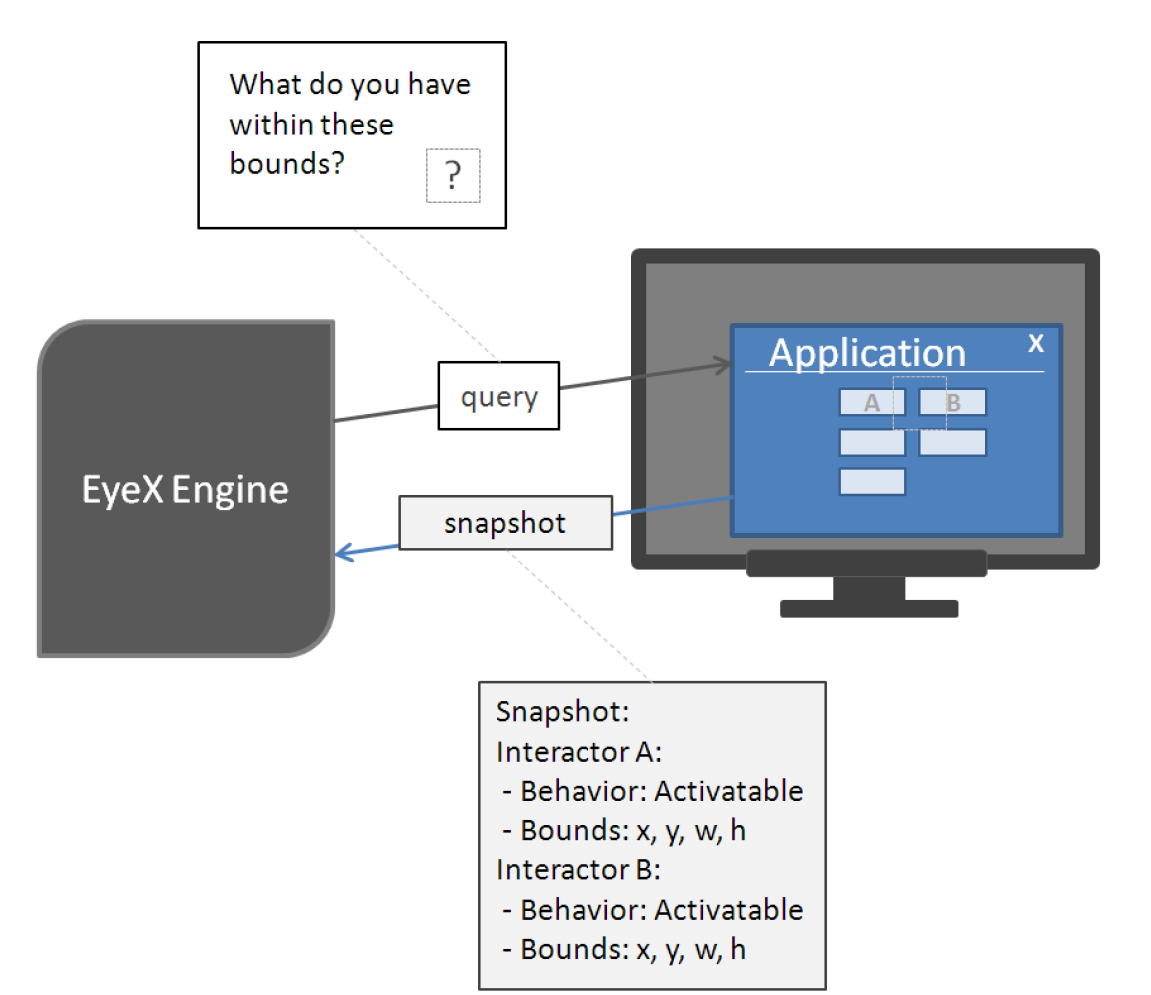 What do you have
within these
bounds?
?
Application
X
query
A
B
EyeX Engine
snapshot
Snapshot:
Interactor A:
- Behavior: Activatable
- Bounds: x, y, w, h
Interactor B:
- Behavior: Activatable
- Bounds: x, y, w, h